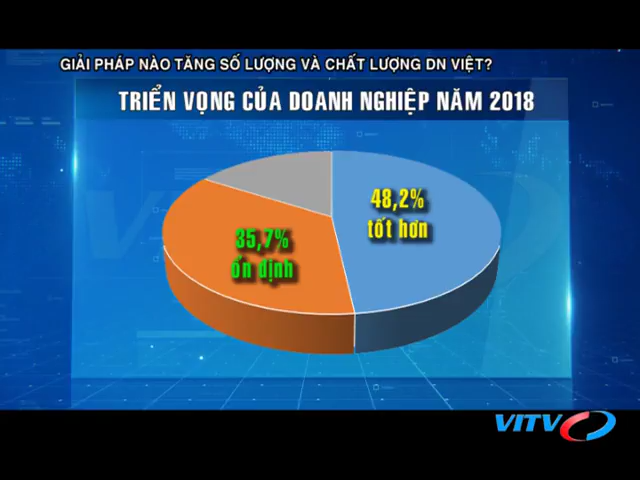 GIẢI PHÁP NÀO TĂNG SỐ LƯỢNG VÀ CHẤT LƯỢNG DN VIỆT?
TRIỂN VỌNG CỦA DOANH NGHIỆP NĂM 2018
48,2%
tốt hơn
35,7%
ổn định
VITV